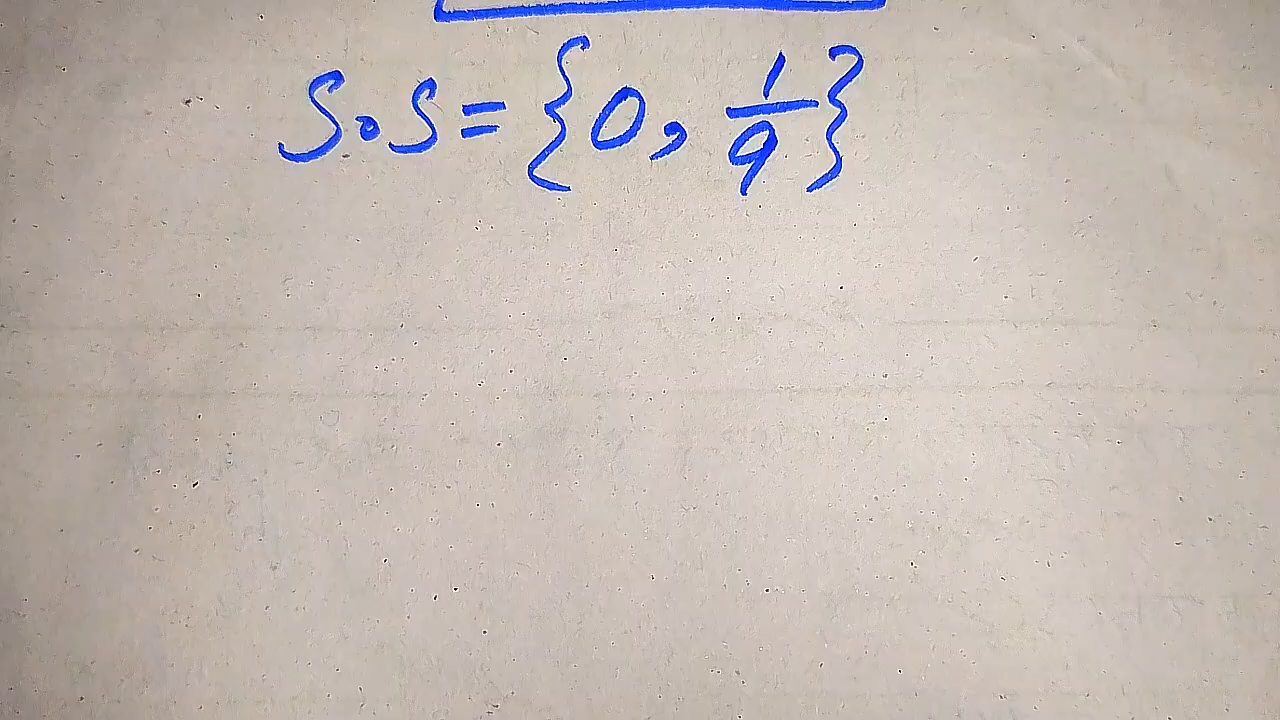 S.S = {0, 1/9}